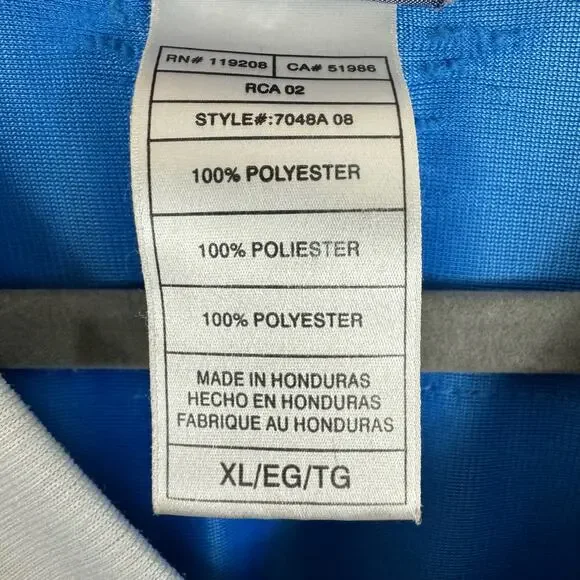 RN# 119208 CA# 51986
RCA 02
STYLE#:7048A 08
100% POLYESTER
100% POLIESTER
100% POLYESTER
MADE IN HONDURAS
HECHO EN HONDURAS
FABRIQUE AU HONDURAS
XL/EG/TG